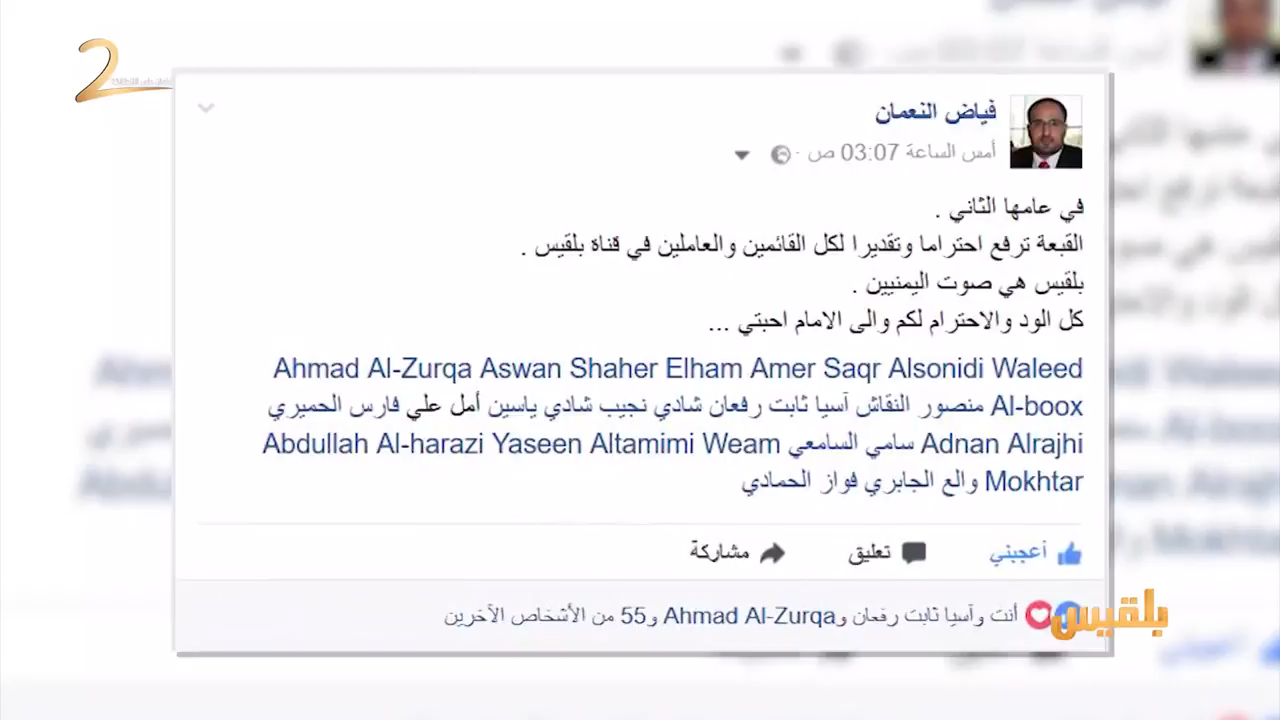 2
فياض النعمان
أمس الساعة 03:07 ص ·
في عامها الثاني .
القبعة ترفع احتراما وتقديرا لكل القائمين والعاملين في قناة بلقيس .
بلقيس هي صوت اليمنيين .
كل الود والاحترام لكم والى الامام احبتي ...
Ahmad Al-Zurqa Aswan Shaher Elham Amer Saqr Alsonidi Waleed
Al-boox منصور النقاش آسيا ثابت رفعان شادي نجيب شادي ياسين أمل علي فارس الحميري
Adnan Alrajhi سامي السامعي Abdullah Al-harazi Yaseen Altamimi Weam
Mokhtar والع الجابري فواز الحمادي
أعجبني تعليق مشاركة
أنت وآسيا ثابت رفعان وAhmad Al-Zurqa و55 من الأشخاص الآخرين
بلقيس